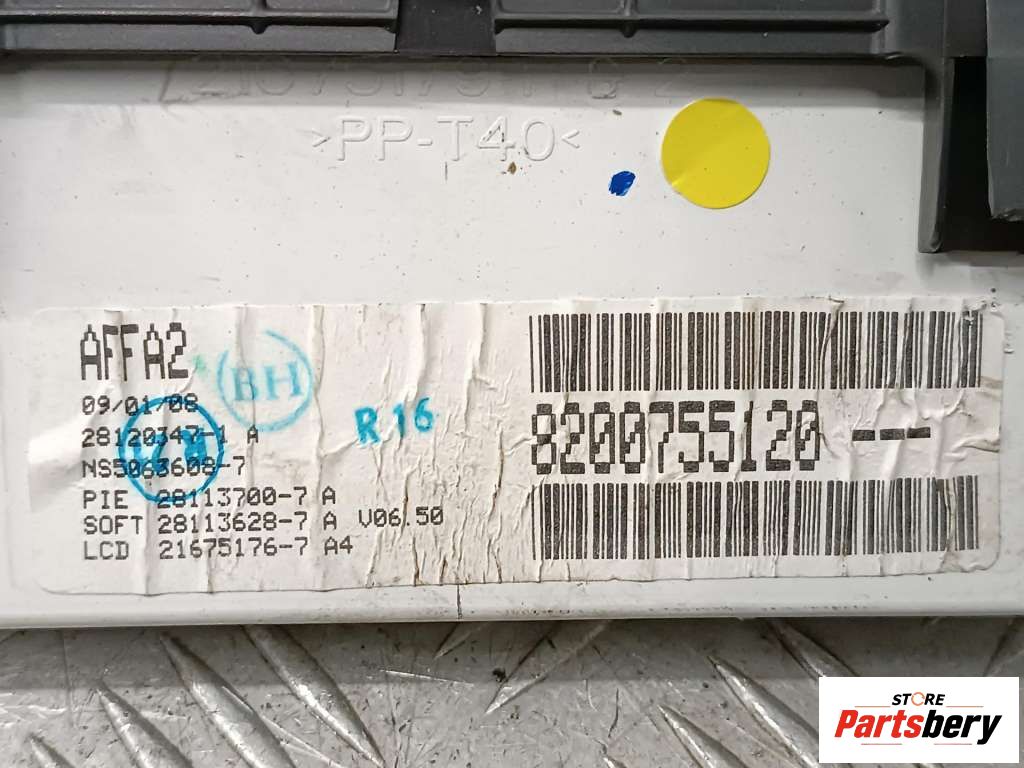 >PP-T40<
AFFA2
BH
09/01/08
28120347-1 A
R 16
NS5063608-7
PIE 28113700-7 A
SOFT 28113628-7 A V06.50
LCD 21675176-7 A4
8200755120 ---
STORE
Partsbery